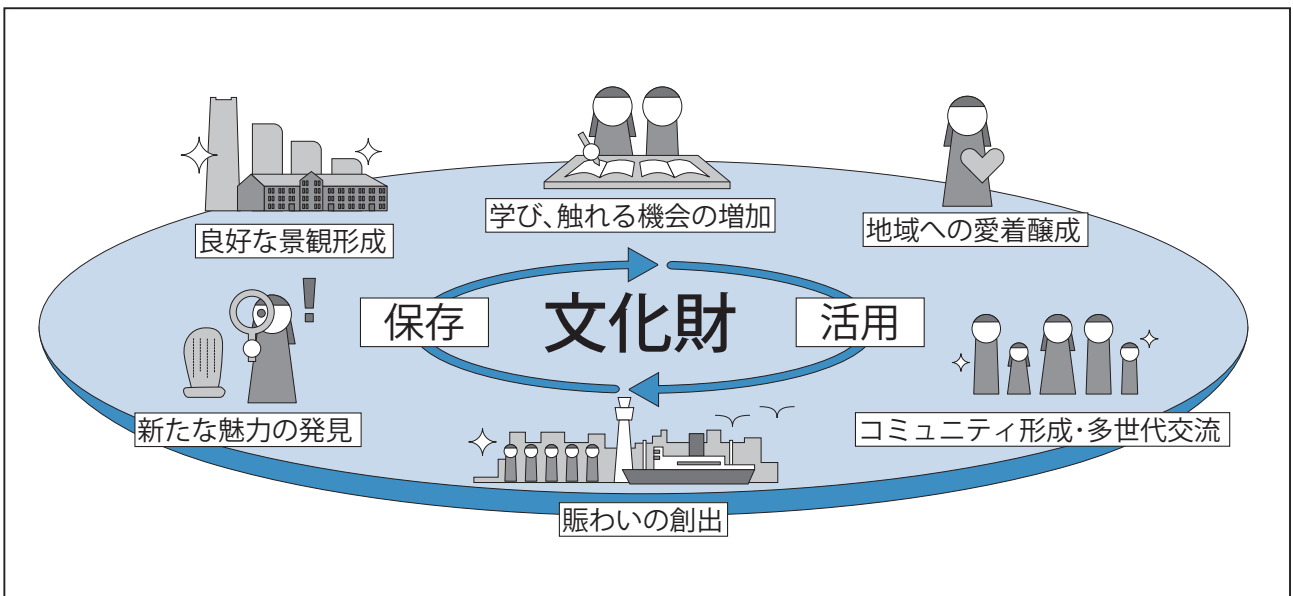 学び、触れる機会の増加
地域への愛着醸成
良好な景観形成
保存
文化財
活用
新たな魅力の発見
コミュニティ形成・多世代交流
賑わいの創出